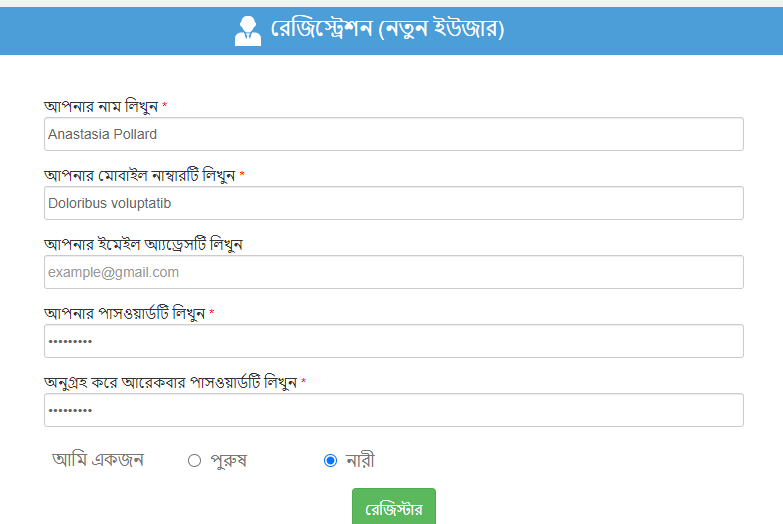 রেজিস্ট্রেশন (নতুন ইউজার)
আপনার নাম লিখুন *
Anastasia Pollard
আপনার মোবাইল নাম্বারটি লিখুন *
Doloribus voluptatib
আপনার ইমেইল অ্যাড্রেসটি লিখুন
example@gmail.com
আপনার পাসওয়ার্ডটি লিখুন *
•••••••••
অনুগ্রহ করে আরেকবার পাসওয়ার্ডটি লিখুন *
•••••••••
আমি একজন পুরুষ নারী
রেজিস্টার